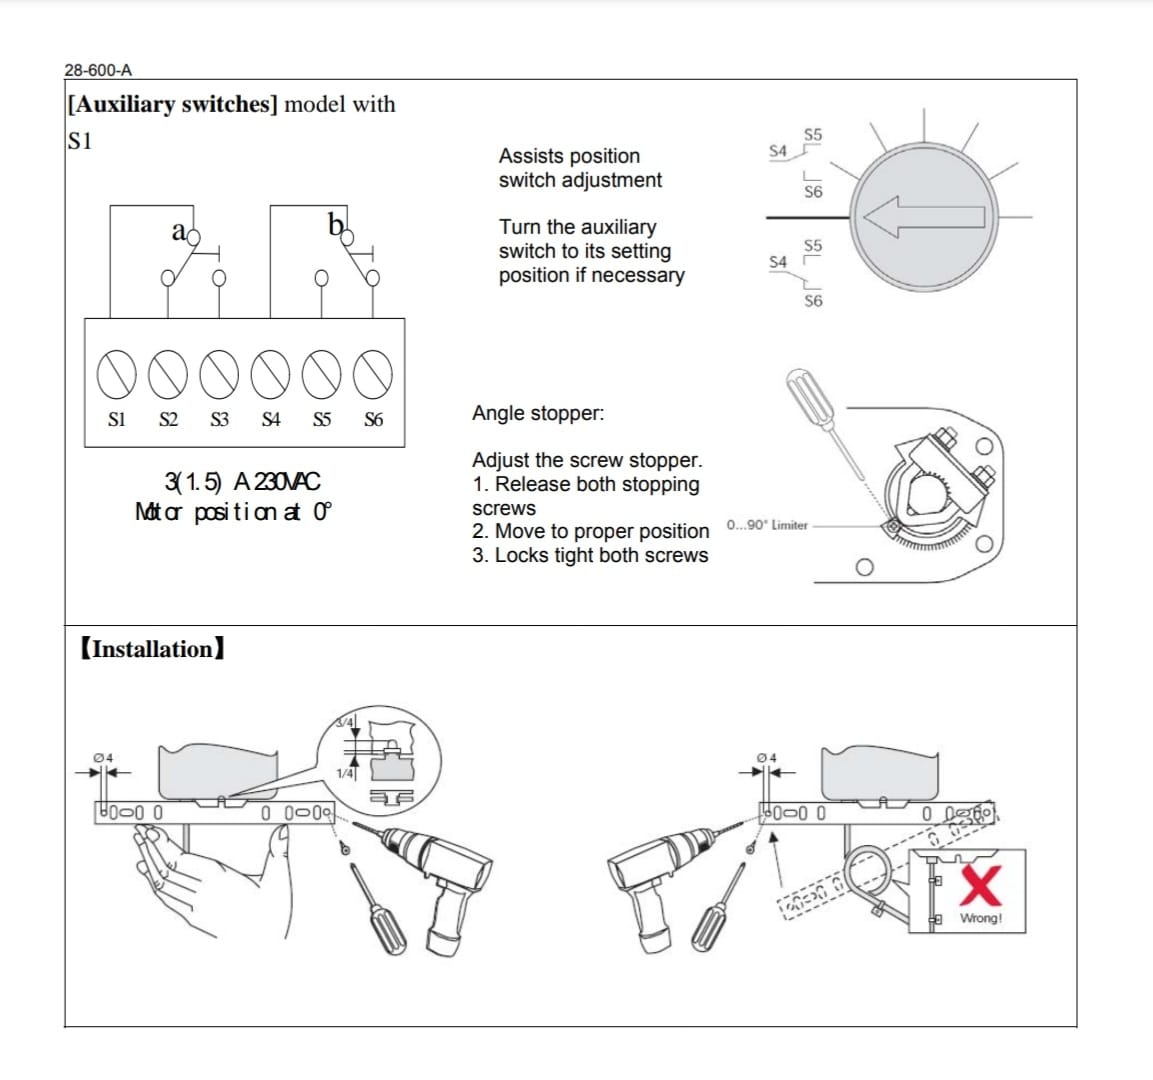 28-600-A
[Auxiliary switches] model with
S1
a
b
S1 S2 S3 S4 S5 S6
3(1.5) A 230VAC
Motor position at 0°
Assists position
switch adjustment
Turn the auxiliary
switch to its setting
position if necessary
S5
S4
S6
S5
S4
S6
Angle stopper:
Adjust the screw stopper.
1. Release both stopping
screws
2. Move to proper position
3. Locks tight both screws
0...90° Limiter
【Installation】
Ø4
3/4
1/4
Ø4
Wrong!